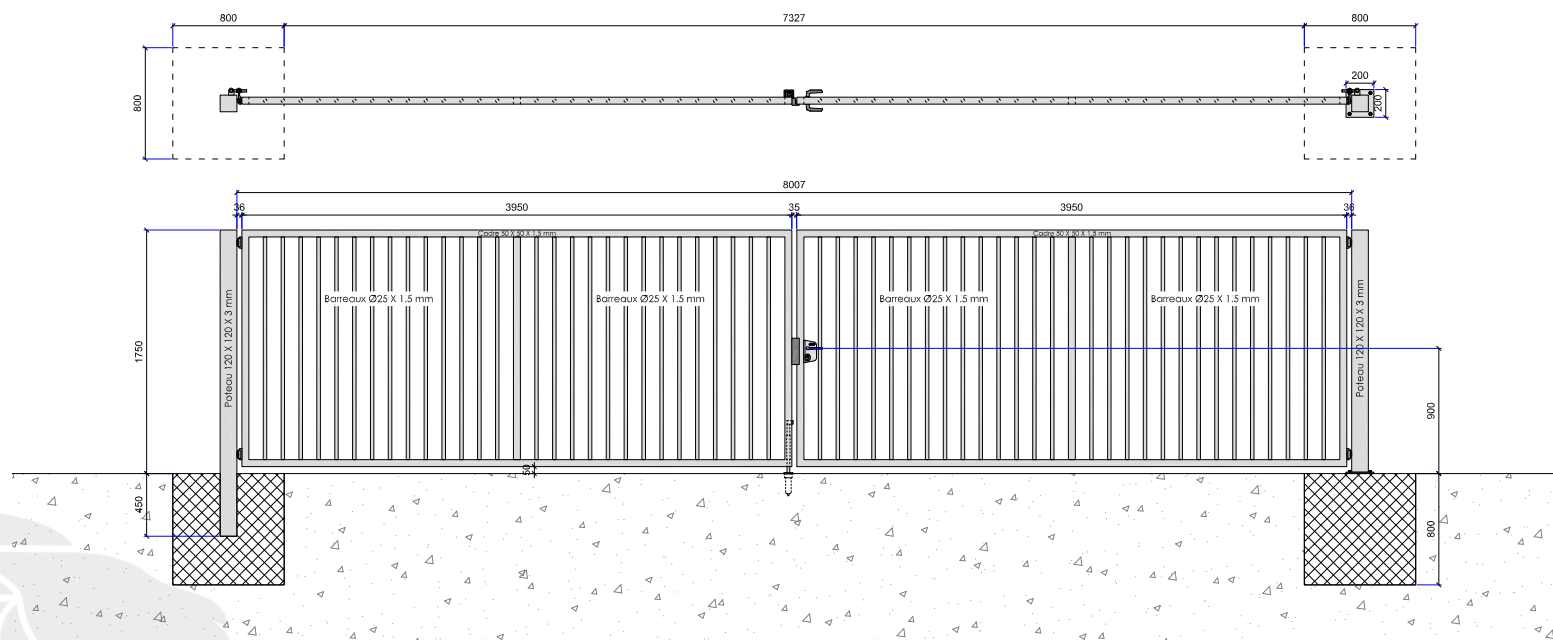 800
7327
800
800
200
200
8007
36
3950
35
3950
36
Cadre 50 X 50 X 1.5 mm
Cadre 50 X 50 X 1.5 mm
Barreaux Ø25 X 1.5 mm
Barreaux Ø25 X 1.5 mm
Barreaux Ø25 X 1.5 mm
Barreaux Ø25 X 1.5 mm
Poteau 120 X 120 X 3 mm
Poteau 120 X 120 X 3 mm
1750
900
50
450
800